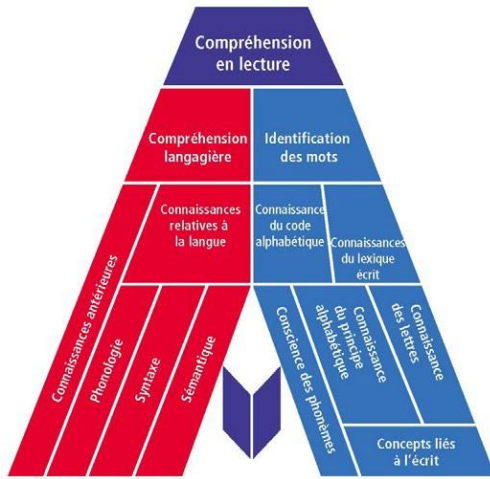 Compréhension
en lecture
Compréhension
langagière
Identification
des mots
Connaissances antérieures
Connaissances
relatives à
la langue
Connaissance
du code
alphabétique
Connaissances
du lexique
écrit
Phonologie
Syntaxe
Sémantique
Conscience des phonèmes
Connaissance
du principe
alphabétique
Connaissance
des lettres
Concepts liés
à l'écrit